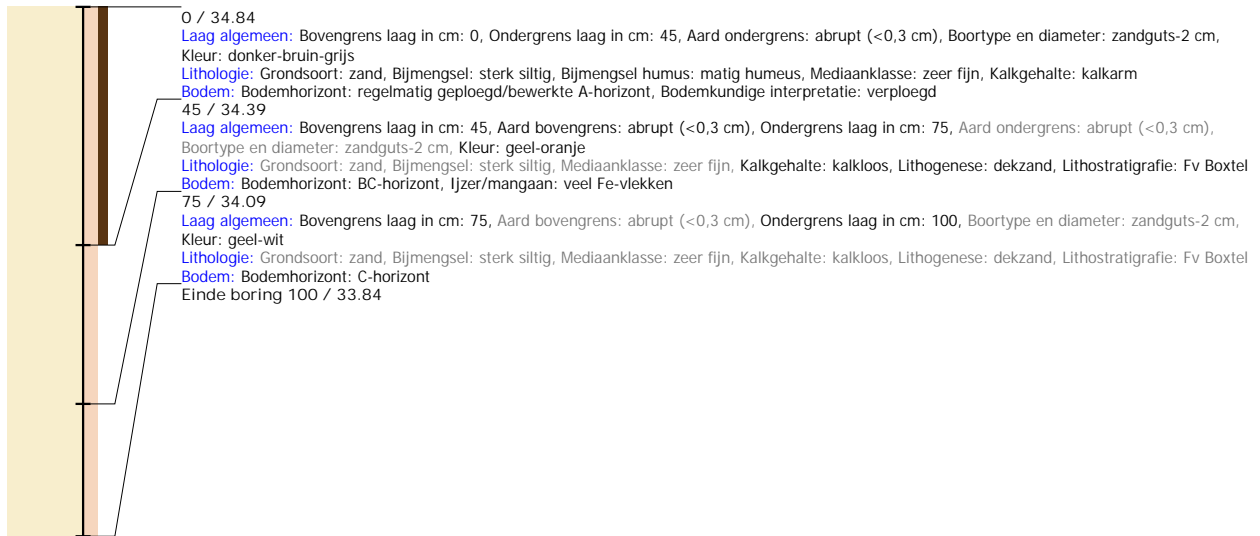 0 / 34.84
Laag algemeen: Bovengrens laag in cm: 0, Ondergrens laag in cm: 45, Aard ondergrens: abrupt (<0,3 cm), Boortype en diameter: zandguts-2 cm,
Kleur: donker-bruin-grijs
Lithologie: Grondsoort: zand, Bijmengsel: sterk siltig, Bijmengsel humus: matig humeus, Mediaanklasse: zeer fijn, Kalkgehalte: kalkarm
Bodem: Bodemhorizont: regelmatig geploegd/bewerkte A-horizont, Bodemkundige interpretatie: verploegd
45 / 34.39
Laag algemeen: Bovengrens laag in cm: 45, Aard bovengrens: abrupt (<0,3 cm), Ondergrens laag in cm: 75, Aard ondergrens: abrupt (<0,3 cm),
Boortype en diameter: zandguts-2 cm, Kleur: geel-oranje
Lithologie: Grondsoort: zand, Bijmengsel: sterk siltig, Mediaanklasse: zeer fijn, Kalkgehalte: kalkloos, Lithogenese: dekzand, Lithostratigrafie: Fv Boxtel
Bodem: Bodemhorizont: BC-horizont, Ijzer/mangaan: veel Fe-vlekken
75 / 34.09
Laag algemeen: Bovengrens laag in cm: 75, Aard bovengrens: abrupt (<0,3 cm), Ondergrens laag in cm: 100, Boortype en diameter: zandguts-2 cm,
Kleur: geel-wit
Lithologie: Grondsoort: zand, Bijmengsel: sterk siltig, Mediaanklasse: zeer fijn, Kalkgehalte: kalkloos, Lithogenese: dekzand, Lithostratigrafie: Fv Boxtel
Bodem: Bodemhorizont: C-horizont
Einde boring 100 / 33.84